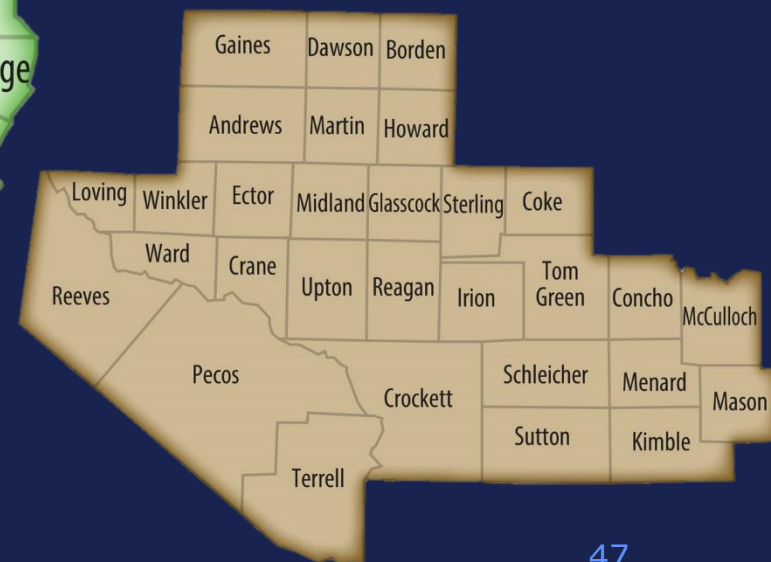 ge
Gaines
Dawson
Borden
Andrews
Martin
Howard
Loving
Winkler
Ector
Midland
Glasscock
Sterling
Coke
Ward
Crane
Upton
Reagan
Irion
Tom
Green
Concho
McCulloch
Reeves
Pecos
Crockett
Schleicher
Menard
Mason
Sutton
Kimble
Terrell
47